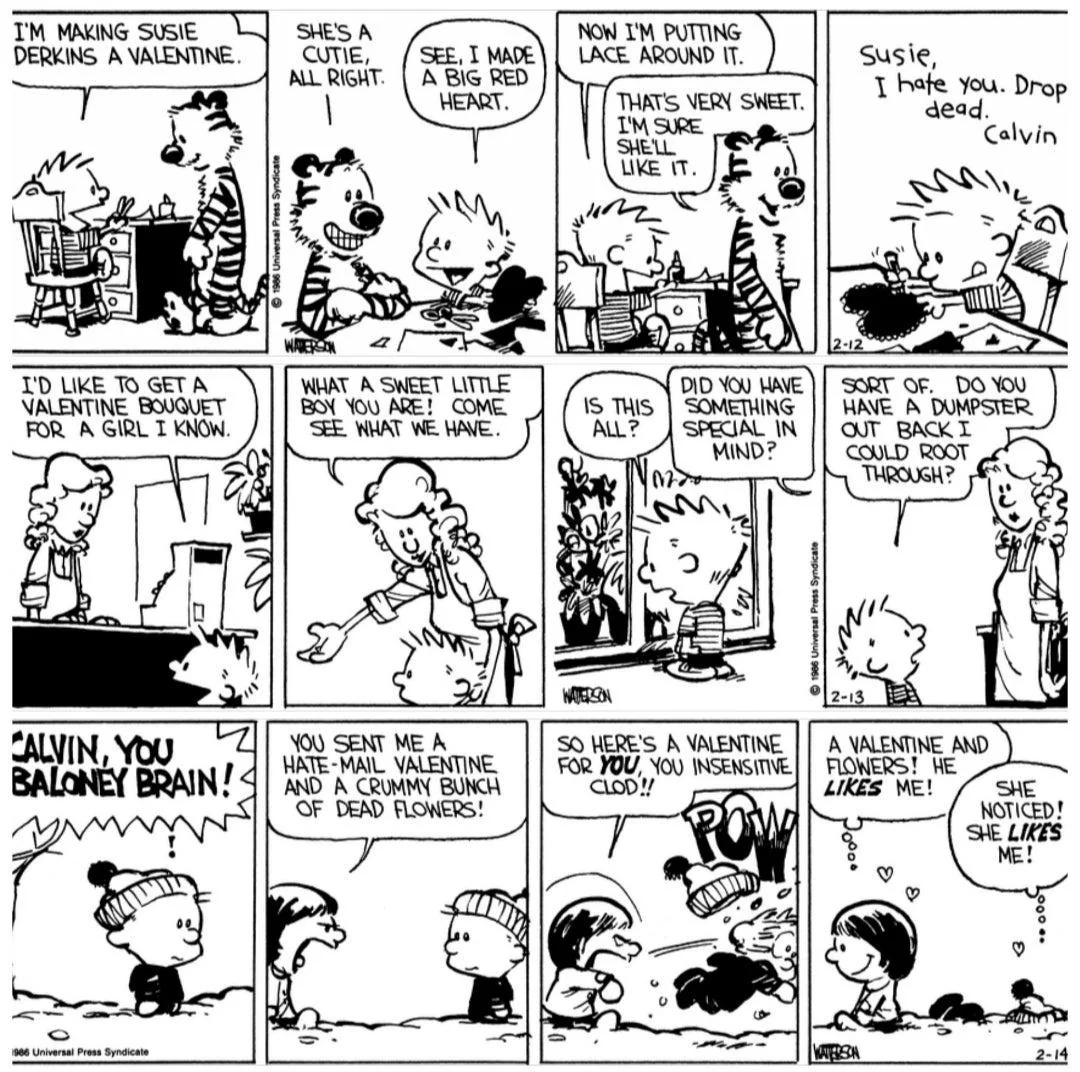 I'M MAKING SUSIE
DERKINS A VALENTINE.
SHE'S A
CUTIE,
ALL RIGHT.
SEE, I MADE
A BIG RED
HEART.
© 1986 Universal Press Syndicate
WATTERSON
NOW I'M PUTTING
LACE AROUND IT.
THAT'S VERY SWEET.
I'M SURE
SHE'LL
LIKE IT.
Susie,
I hate you. Drop
dead.
Calvin
2-12
I'D LIKE TO GET A
VALENTINE BOUQUET
FOR A GIRL I KNOW.
WHAT A SWEET LITTLE
BOY YOU ARE! COME
SEE WHAT WE HAVE.
IS THIS
ALL?
DID YOU HAVE
SOMETHING
SPECIAL IN
MIND?
WATTERSON
© 1986 Universal Press Syndicate
SORT OF. DO YOU
HAVE A DUMPSTER
OUT BACK I
COULD ROOT
THROUGH?
2-13
CALVIN, YOU
BALONEY BRAIN!
!
986 Universal Press Syndicate
YOU SENT ME A
HATE-MAIL VALENTINE
AND A CRUMMY BUNCH
OF DEAD FLOWERS!
SO HERE'S A VALENTINE
FOR YOU, YOU INSENSITIVE
CLOD!!
POW
A VALENTINE AND
FLOWERS! HE
LIKES ME!
SHE
NOTICED!
SHE LIKES
ME!
WATTERSON
2-14